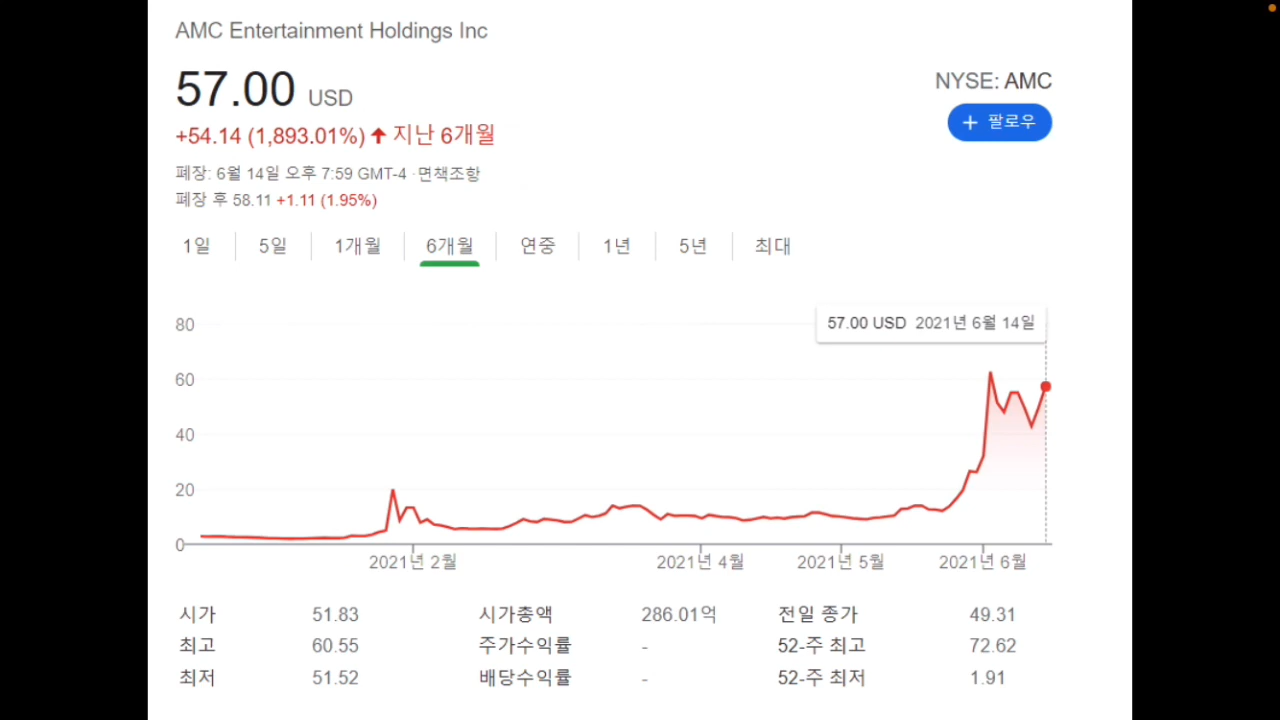 AMC Entertainment Holdings Inc
57.00 USD
NYSE: AMC
+54.14 (1,893.01%) ↑ 지난 6개월
+ 팔로우
폐장: 6월 14일 오후 7:59 GMT-4 ·면책조항
폐장 후 58.11 +1.11 (1.95%)
1일 5일 1개월 6개월 연중 1년 5년 최대
57.00 USD 2021년 6월 14일
80
60
40
20
0
2021년 2월 2021년 4월 2021년 5월 2021년 6월
시가 51.83 시가총액 286.01억 전일 종가 49.31
최고 60.55 주가수익률 - 52-주 최고 72.62
최저 51.52 배당수익률 - 52-주 최저 1.91